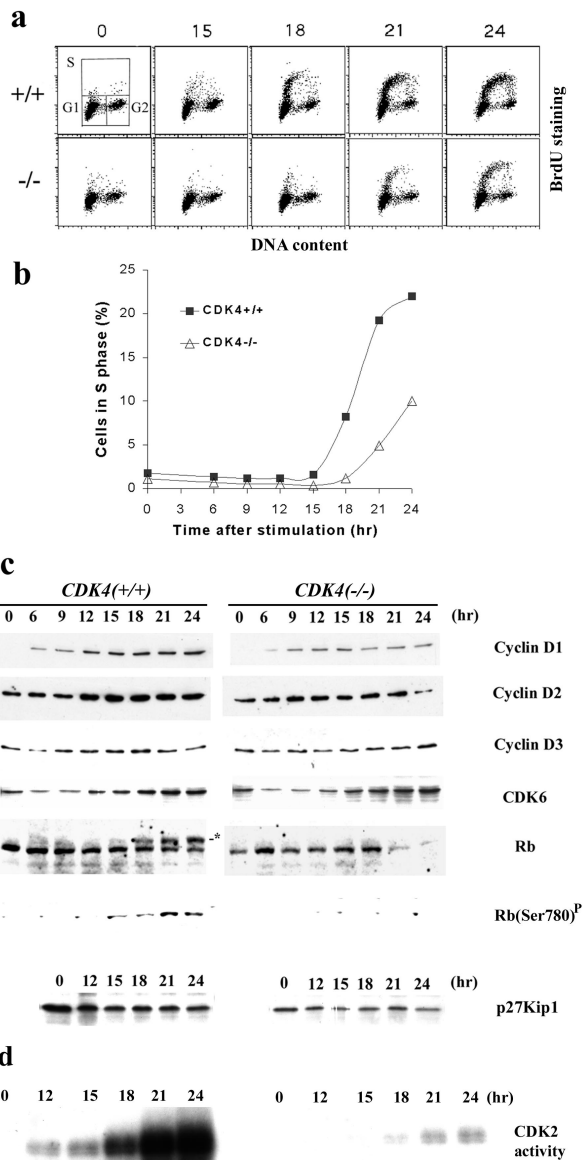 a
0 15 18 21 24
S
G1 G2
+/+
-/-
BrdU staining
DNA content
b
25
20
15
10
5
0
Cells in S phase (%)
CDK4+/+
CDK4-/-
0 3 6 9 12 15 18 21 24
Time after stimulation (hr)
c
CDK4(+/+) CDK4(-/-)
0 6 9 12 15 18 21 24 0 6 9 12 15 18 21 24 (hr)
Cyclin D1
Cyclin D2
Cyclin D3
CDK6
-* Rb
Rb(Ser780)P
0 12 15 18 21 24 0 12 15 18 21 24 (hr)
p27Kip1
d
0 12 15 18 21 24 0 12 15 18 21 24 (hr)
CDK2
activity